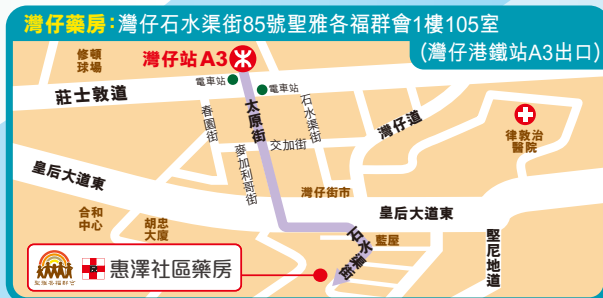 灣仔藥房：灣仔石水渠街85號聖雅各福群會1樓105室
(灣仔港鐵站A3出口)
修頓
球場
灣仔站 A3
電車站
電車站
莊士敦道
春園街
太原街
石水渠街
灣仔道
律敦治
醫院
交加街
麥加利哥街
皇后大道東
灣仔街市
合和
中心
胡忠
大廈
皇后大道東
石水渠街
藍屋
堅尼地道
聖雅各福群會
惠澤社區藥房